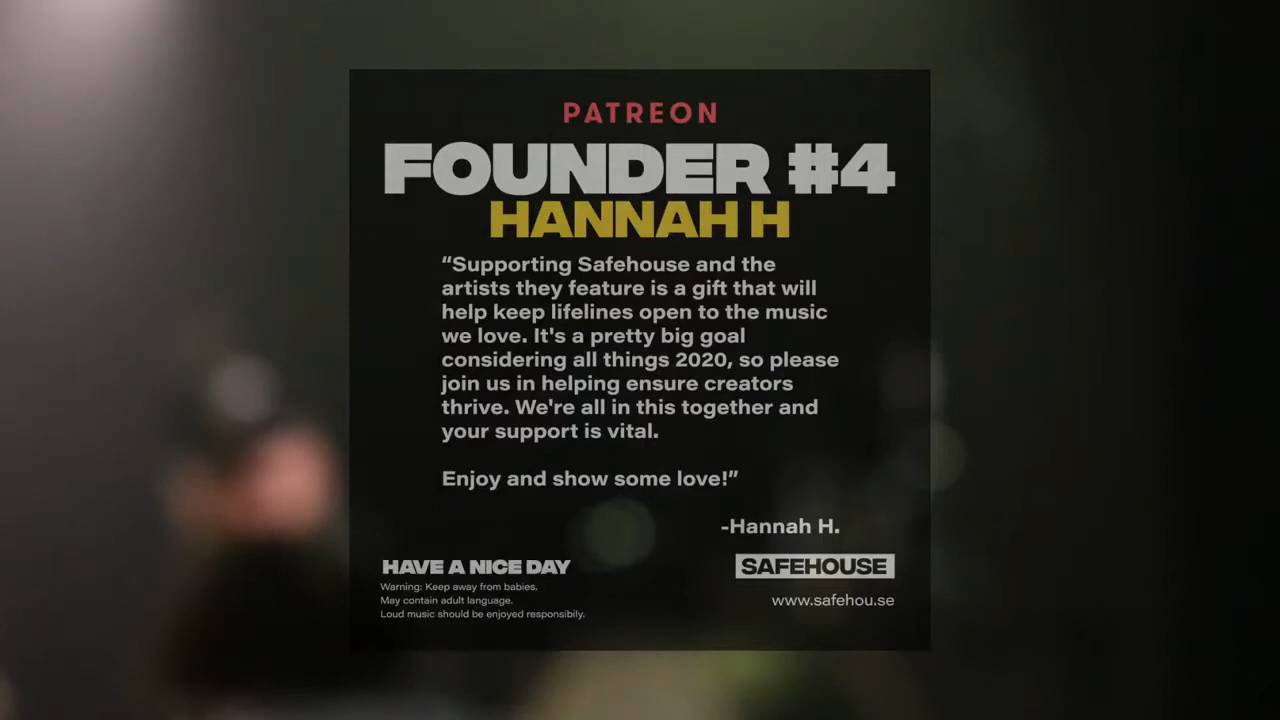 PATREON
FOUNDER #4
HANNAH H
“Supporting Safehouse and the
artists they feature is a gift that will
help keep lifelines open to the music
we love. It's a pretty big goal
considering all things 2020, so please
join us in helping ensure creators
thrive. We're all in this together and
your support is vital.
Enjoy and show some love!”
-Hannah H.
HAVE A NICE DAY
Warning: Keep away from babies.
May contain adult language.
Loud music should be enjoyed responsibily.
SAFEHOUSE
www.safehou.se